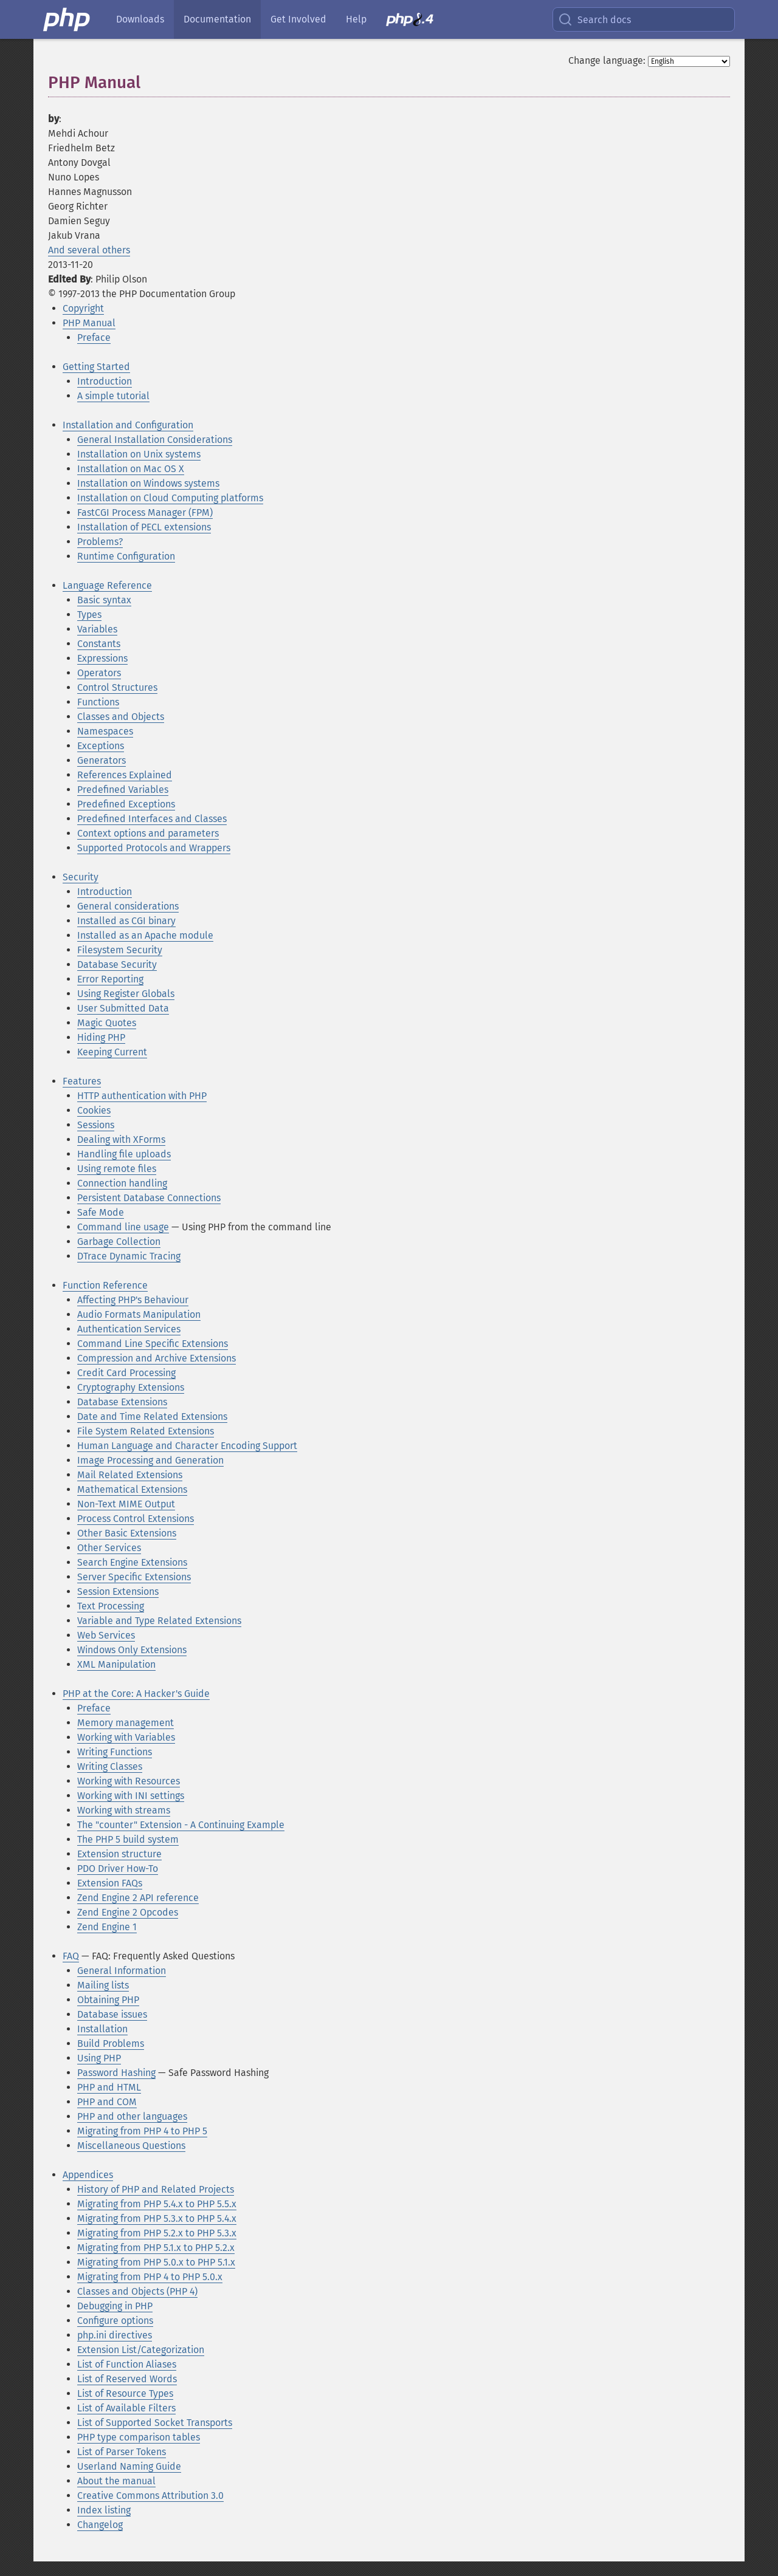 php Downloads Documentation Get Involved Help php8.4 Search docs
Change language: English
PHP Manual
by:
Mehdi Achour
Friedhelm Betz
Antony Dovgal
Nuno Lopes
Hannes Magnusson
Georg Richter
Damien Seguy
Jakub Vrana
And several others
2013-11-20
Edited By: Philip Olson
© 1997-2013 the PHP Documentation Group
Copyright
PHP Manual
Preface
Getting Started
Introduction
A simple tutorial
Installation and Configuration
General Installation Considerations
Installation on Unix systems
Installation on Mac OS X
Installation on Windows systems
Installation on Cloud Computing platforms
FastCGI Process Manager (FPM)
Installation of PECL extensions
Problems?
Runtime Configuration
Language Reference
Basic syntax
Types
Variables
Constants
Expressions
Operators
Control Structures
Functions
Classes and Objects
Namespaces
Exceptions
Generators
References Explained
Predefined Variables
Predefined Exceptions
Predefined Interfaces and Classes
Context options and parameters
Supported Protocols and Wrappers
Security
Introduction
General considerations
Installed as CGI binary
Installed as an Apache module
Filesystem Security
Database Security
Error Reporting
Using Register Globals
User Submitted Data
Magic Quotes
Hiding PHP
Keeping Current
Features
HTTP authentication with PHP
Cookies
Sessions
Dealing with XForms
Handling file uploads
Using remote files
Connection handling
Persistent Database Connections
Safe Mode
Command line usage — Using PHP from the command line
Garbage Collection
DTrace Dynamic Tracing
Function Reference
Affecting PHP's Behaviour
Audio Formats Manipulation
Authentication Services
Command Line Specific Extensions
Compression and Archive Extensions
Credit Card Processing
Cryptography Extensions
Database Extensions
Date and Time Related Extensions
File System Related Extensions
Human Language and Character Encoding Support
Image Processing and Generation
Mail Related Extensions
Mathematical Extensions
Non-Text MIME Output
Process Control Extensions
Other Basic Extensions
Other Services
Search Engine Extensions
Server Specific Extensions
Session Extensions
Text Processing
Variable and Type Related Extensions
Web Services
Windows Only Extensions
XML Manipulation
PHP at the Core: A Hacker's Guide
Preface
Memory management
Working with Variables
Writing Functions
Writing Classes
Working with Resources
Working with INI settings
Working with streams
The "counter" Extension - A Continuing Example
The PHP 5 build system
Extension structure
PDO Driver How-To
Extension FAQs
Zend Engine 2 API reference
Zend Engine 2 Opcodes
Zend Engine 1
FAQ — FAQ: Frequently Asked Questions
General Information
Mailing lists
Obtaining PHP
Database issues
Installation
Build Problems
Using PHP
Password Hashing — Safe Password Hashing
PHP and HTML
PHP and COM
PHP and other languages
Migrating from PHP 4 to PHP 5
Miscellaneous Questions
Appendices
History of PHP and Related Projects
Migrating from PHP 5.4.x to PHP 5.5.x
Migrating from PHP 5.3.x to PHP 5.4.x
Migrating from PHP 5.2.x to PHP 5.3.x
Migrating from PHP 5.1.x to PHP 5.2.x
Migrating from PHP 5.0.x to PHP 5.1.x
Migrating from PHP 4 to PHP 5.0.x
Classes and Objects (PHP 4)
Debugging in PHP
Configure options
php.ini directives
Extension List/Categorization
List of Function Aliases
List of Reserved Words
List of Resource Types
List of Available Filters
List of Supported Socket Transports
PHP type comparison tables
List of Parser Tokens
Userland Naming Guide
About the manual
Creative Commons Attribution 3.0
Index listing
Changelog